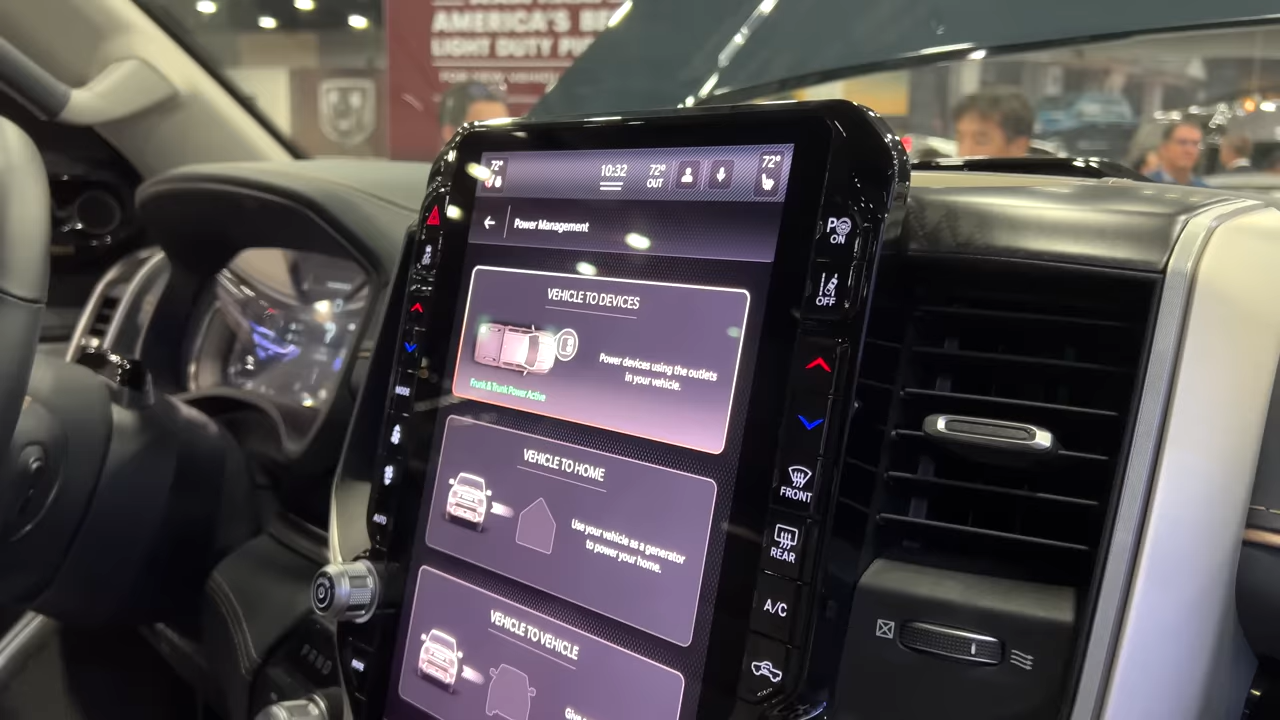 AMERICA'S
LIGHT DUTY
72°
10:32
72°
OUT
72°
Power Management
P
ON
OFF
VEHICLE TO DEVICES
Power devices using the outlets
in your vehicle.
Frunk & Trunk Power Active
MODE
VEHICLE TO HOME
Use your vehicle as a generator
to power your home.
FRONT
REAR
AUTO
A/C
VEHICLE TO VEHICLE